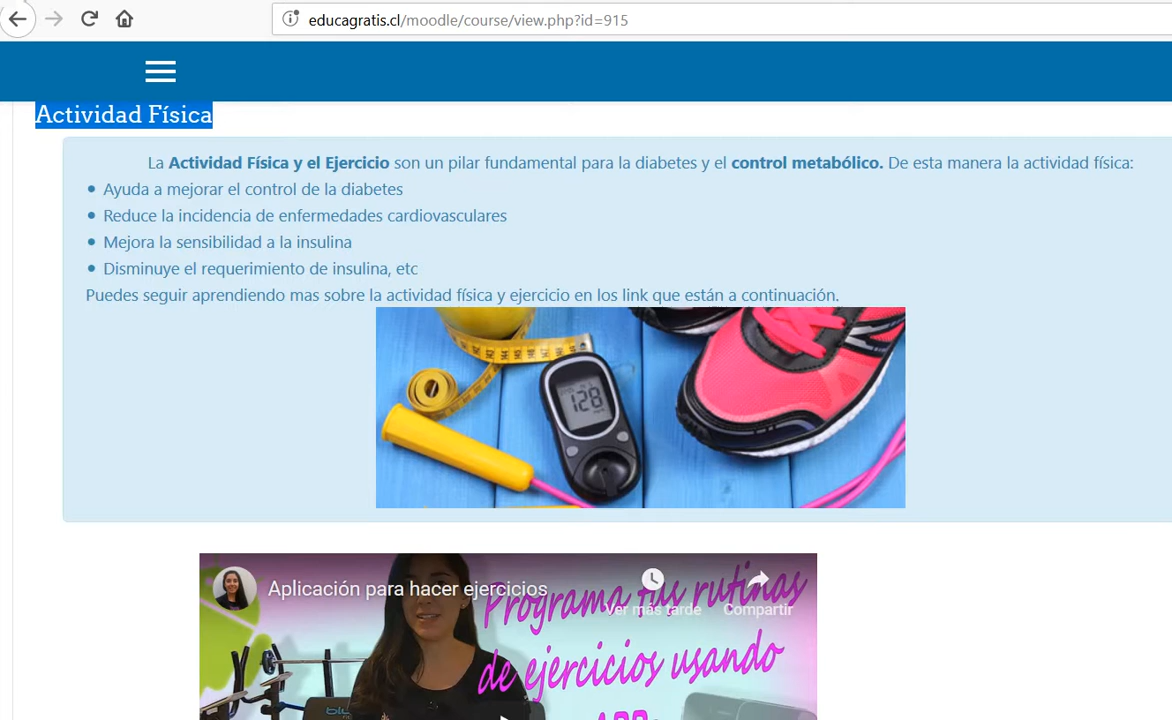 educagratis.cl/moodle/course/view.php?id=915
Actividad Física
La Actividad Física y el Ejercicio son un pilar fundamental para la diabetes y el control metabólico. De esta manera la actividad física:
• Ayuda a mejorar el control de la diabetes
• Reduce la incidencia de enfermedades cardiovasculares
• Mejora la sensibilidad a la insulina
• Disminuye el requerimiento de insulina, etc
Puedes seguir aprendiendo mas sobre la actividad física y ejercicio en los link que están a continuación.
128
Aplicación para hacer ejercicios
Ver más tarde
Compartir
Programa tus rutinas
de ejercicios usando